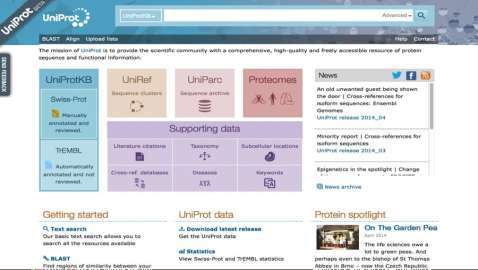 UniProt BETA
UniProt
UniProtKB
Advanced
BLAST Align Upload lists
Help Contact
SEND FEEDBACK
The mission of UniProt is to provide the scientific community with a comprehensive, high-quality and freely accessible resource of protein
sequence and functional information.
UniProtKB
Swiss-Prot
Manually
annotated and
reviewed.
TrEMBL
Automatically
annotated and not
reviewed.
UniRef
Sequence clusters
UniParc
Sequence archive
Proteomes
Supporting data
Literature citations
Taxonomy
Subcellular locations
Cross-ref. databases
Diseases
Keywords
News
An old unwanted guest being shown
the door | Cross-references for
isoform sequences: Ensembl
Genomes
UniProt release 2014_04
Minority report | Cross-references for
isoform sequences
UniProt release 2014_03
Epigenetics in the spotlight | Change
News archive
Getting started
Text search
Our basic text search allows you to
search all the resources available
BLAST
Find regions of similarity between your
UniProt data
Download latest release
Get the UniProt data
Statistics
View Swiss-Prot and TrEMBL statistics
Protein spotlight
On The Garden Pea
April 2014
The life sciences owe a
lot to green peas. And
perhaps even to the bishop of St Thomas
Abbey in Brno – now the Czech Republic